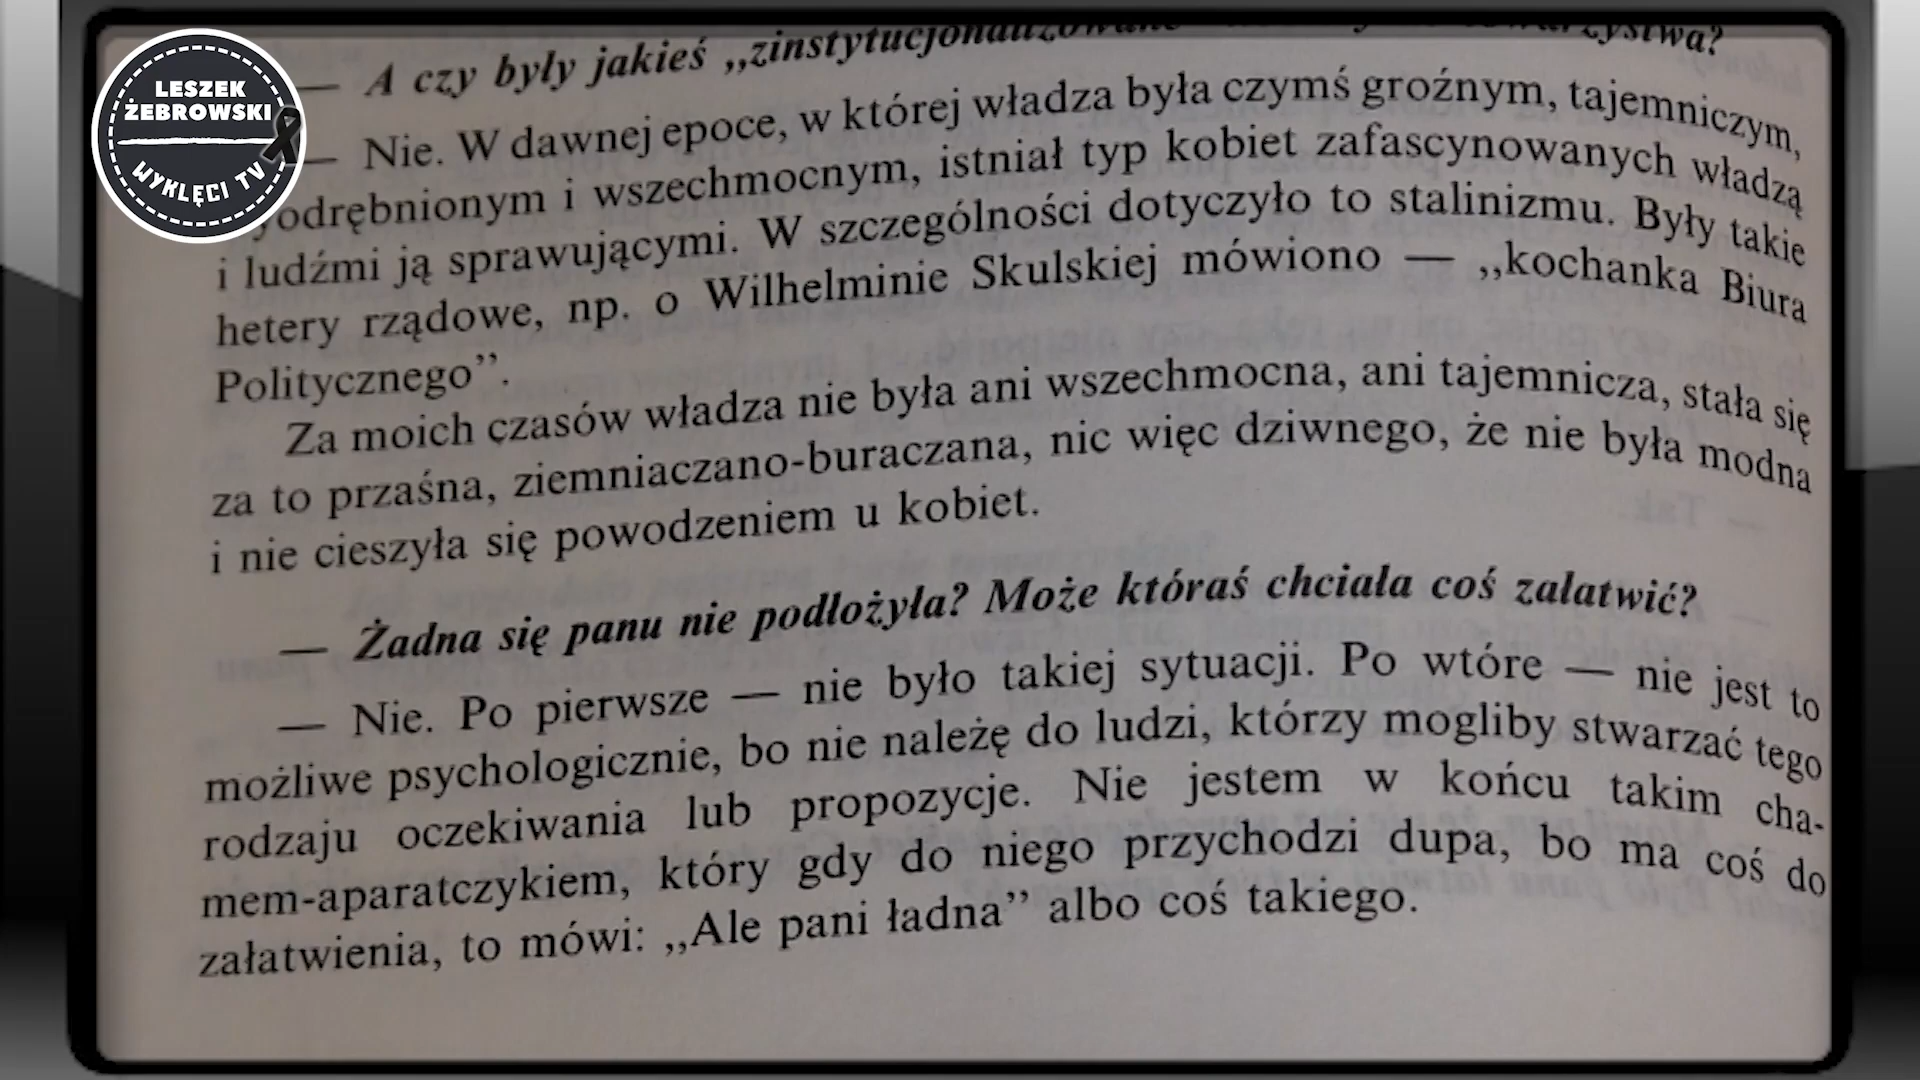 LESZEK
ŻEBROWSKI
WYKLĘCI TV
— A czy były jakieś „zinstytucjonalizowane
— Nie. W dawnej epoce, w której władza była czymś groźnym, tajemniczym,
i wszechmocnym, istniał typ kobiet zafascynowanych władzą
i ludźmi ją sprawującymi. W szczególności dotyczyło to stalinizmu. Były takie
hetery rządowe, np. o Wilhelminie Skulskiej mówiono — „kochanka Biura
Politycznego”.
Za moich czasów władza nie była ani wszechmocna, ani tajemnicza, stała się
za to przaśna, ziemniaczano-buraczana, nic więc dziwnego, że nie była modna
i nie cieszyła się powodzeniem u kobiet.
— Żadna się panu nie podłożyła? Może któraś chciała coś załatwić?
— Nie. Po pierwsze — nie było takiej sytuacji. Po wtóre — nie jest to
możliwe psychologicznie, bo nie należę do ludzi, którzy mogliby stwarzać tego
rodzaju oczekiwania lub propozycje. Nie jestem w końcu takim cha-
mem-aparatczykiem, który gdy do niego przychodzi dupa, bo ma coś do
załatwienia, to mówi: „Ale pani ładna” albo coś takiego.